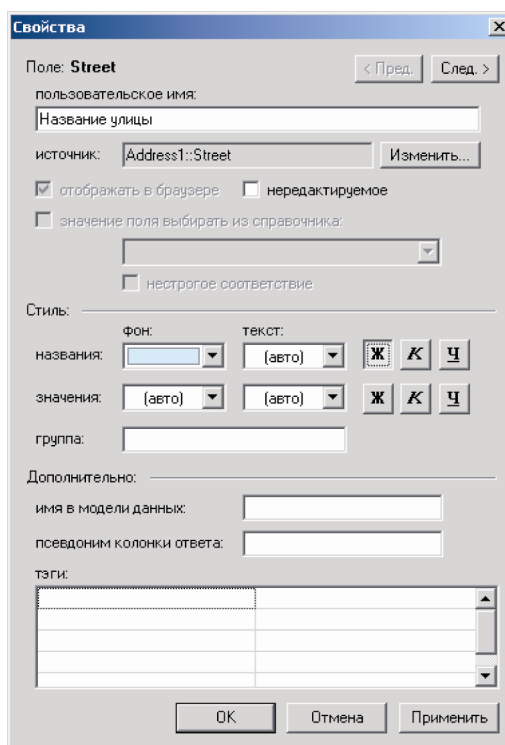 Свойства
Поле: Street < Пред. След. >
пользовательское имя:
Название улицы
источник: Address1::Street Изменить...
отображать в браузере нередактируемое
значение поля выбирать из справочника:
нестрогое соответствие
Стиль:
фон: текст:
названия: (авто) Ж К Ч
значения: (авто) (авто) Ж К Ч
группа:
Дополнительно:
имя в модели данных:
псевдоним колонки ответа:
тэги:
OK Отмена Применить